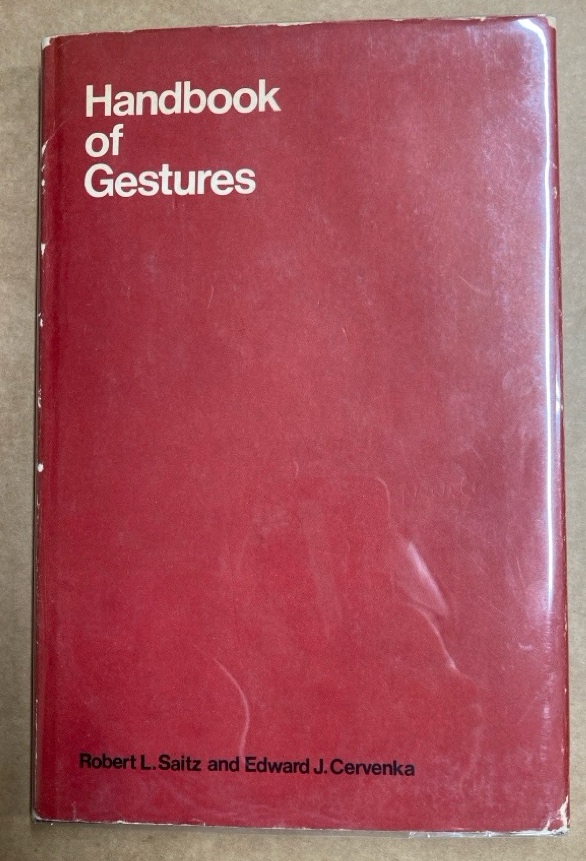 Handbook
of
Gestures
Robert L. Saitz and Edward J. Cervenka